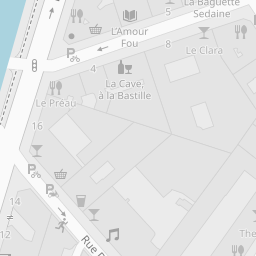 La Baguette
Sedaine
5
L'Amour
Fou
8
Le Clara
4
La Cave
à la Bastille
Le Préau
16
14
12
Rue
The